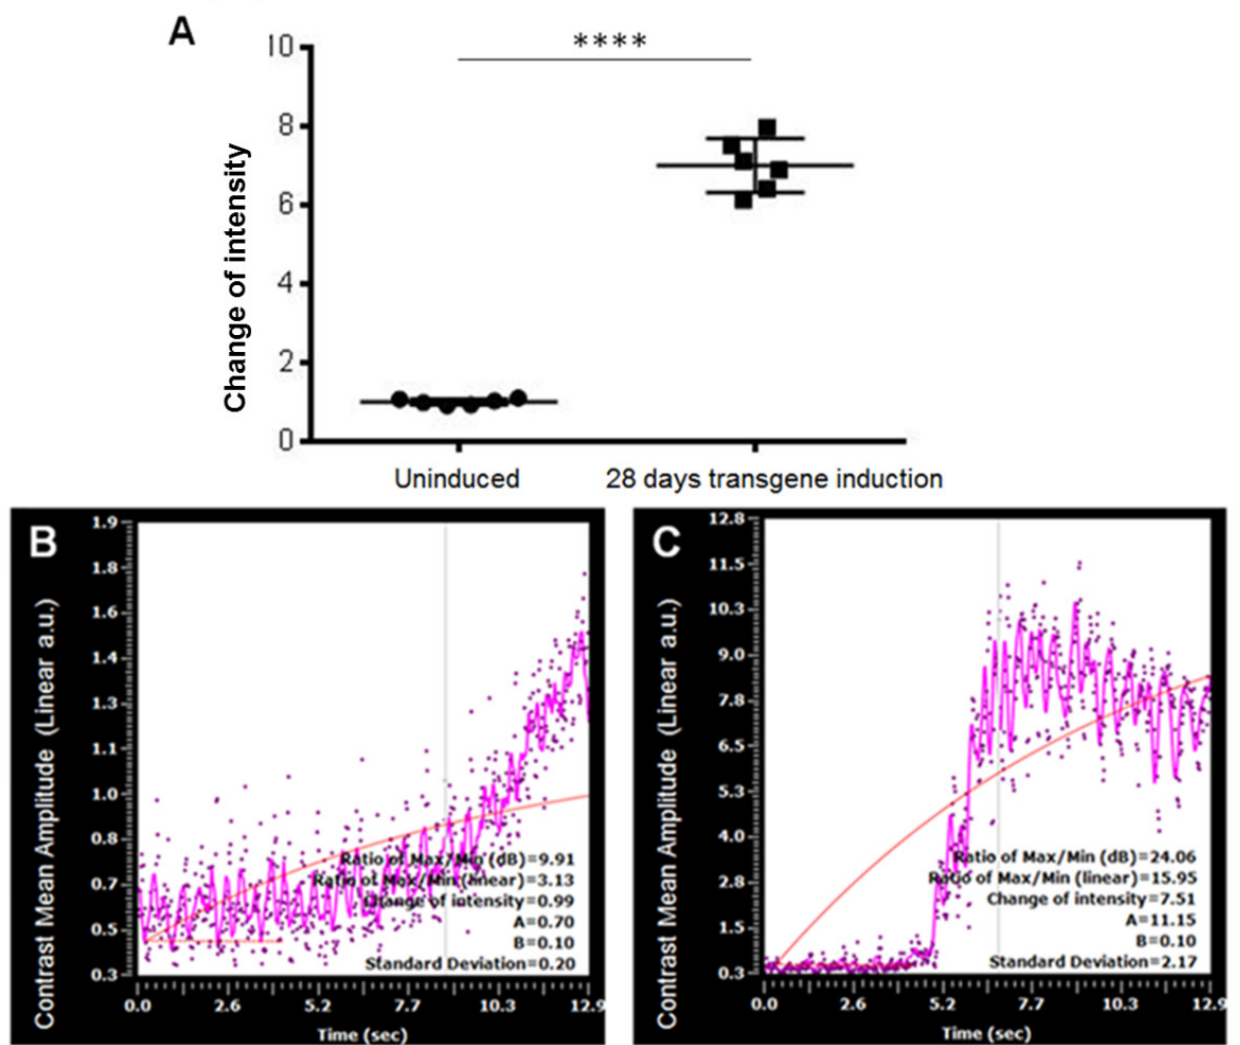 A
****
10
8
6
4
2
0
Change of intensity
Uninduced
28 days transgene induction
B
Contrast Mean Amplitude (Linear a.u.)
1.9
1.8
1.6
1.4
1.3
1.1
1.0
0.8
0.7
0.5
0.3
Ratio of Max/Min (dB)=9.91
Ratio of Max/Min (linear)=3.13
Change of intensity=0.99
A=0.70
B=0.10
Standard Deviation=0.20
0.0 2.6 5.2 7.7 10.3 12.9
Time (sec)
C
Contrast Mean Amplitude (Linear a.u.)
12.8
11.5
10.3
9.0
7.8
6.5
5.3
4.0
2.8
1.5
0.3
Ratio of Max/Min (dB)=24.06
Ratio of Max/Min (linear)=15.95
Change of intensity=7.51
A=11.15
B=0.10
Standard Deviation=2.17
0.0 2.6 5.2 7.7 10.3 12.9
Time (sec)